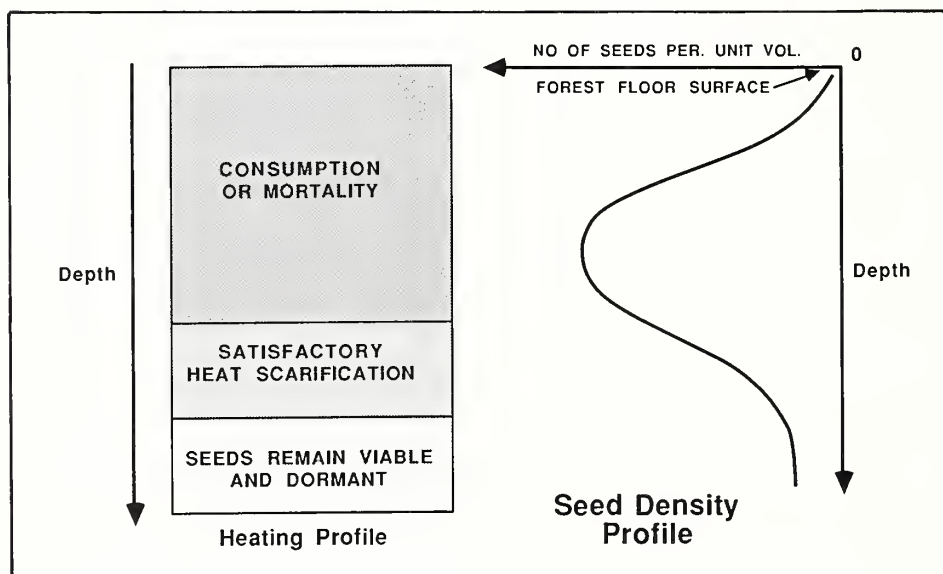 NO OF SEEDS PER. UNIT VOL.
0
FOREST FLOOR SURFACE
CONSUMPTION
OR MORTALITY
Depth
Depth
SATISFACTORY
HEAT SCARIFICATION
SEEDS REMAIN VIABLE
AND DORMANT
Heating Profile
Seed Density
Profile